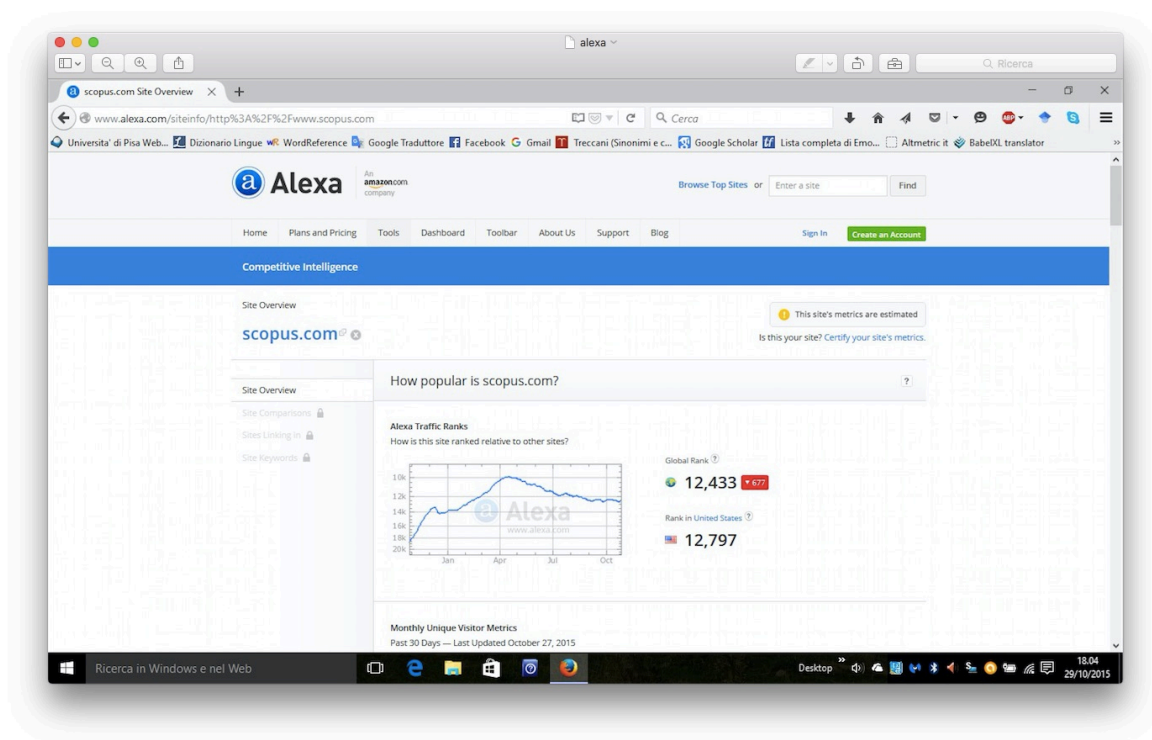 alexa
Ricerca
scopus.com Site Overview
www.alexa.com/siteinfo/http%3A%2F%2Fwww.scopus.com
Cerca
Universita' di Pisa Web... Dizionario Lingue WordReference Google Traduttore Facebook Gmail Treccani (Sinonimi e c... Google Scholar Lista completa di Emo... Altmetric it BabelXL translator
a Alexa
An
amazoncom
company
Browse Top Sites or Enter a site Find
Home Plans and Pricing Tools Dashboard Toolbar About Us Support Blog Sign In Create an Account
Competitive Intelligence
Site Overview
This site's metrics are estimated
scopus.com
Is this your site? Certify your site's metrics.
How popular is scopus.com? ?
Site Overview
Site Comparisons
Sites Linking in
Site Keywords
Alexa Traffic Ranks
How is this site ranked relative to other sites?
10k
12k
14k
16k
18k
20k
a Alexa
www.alexa.com
Jan Apr Jul Oct
Global Rank ?
12,433 677
Rank in United States ?
12,797
Monthly Unique Visitor Metrics
Past 30 Days — Last Updated October 27, 2015
Ricerca in Windows e nel Web
Desktop
18.04
29/10/2015